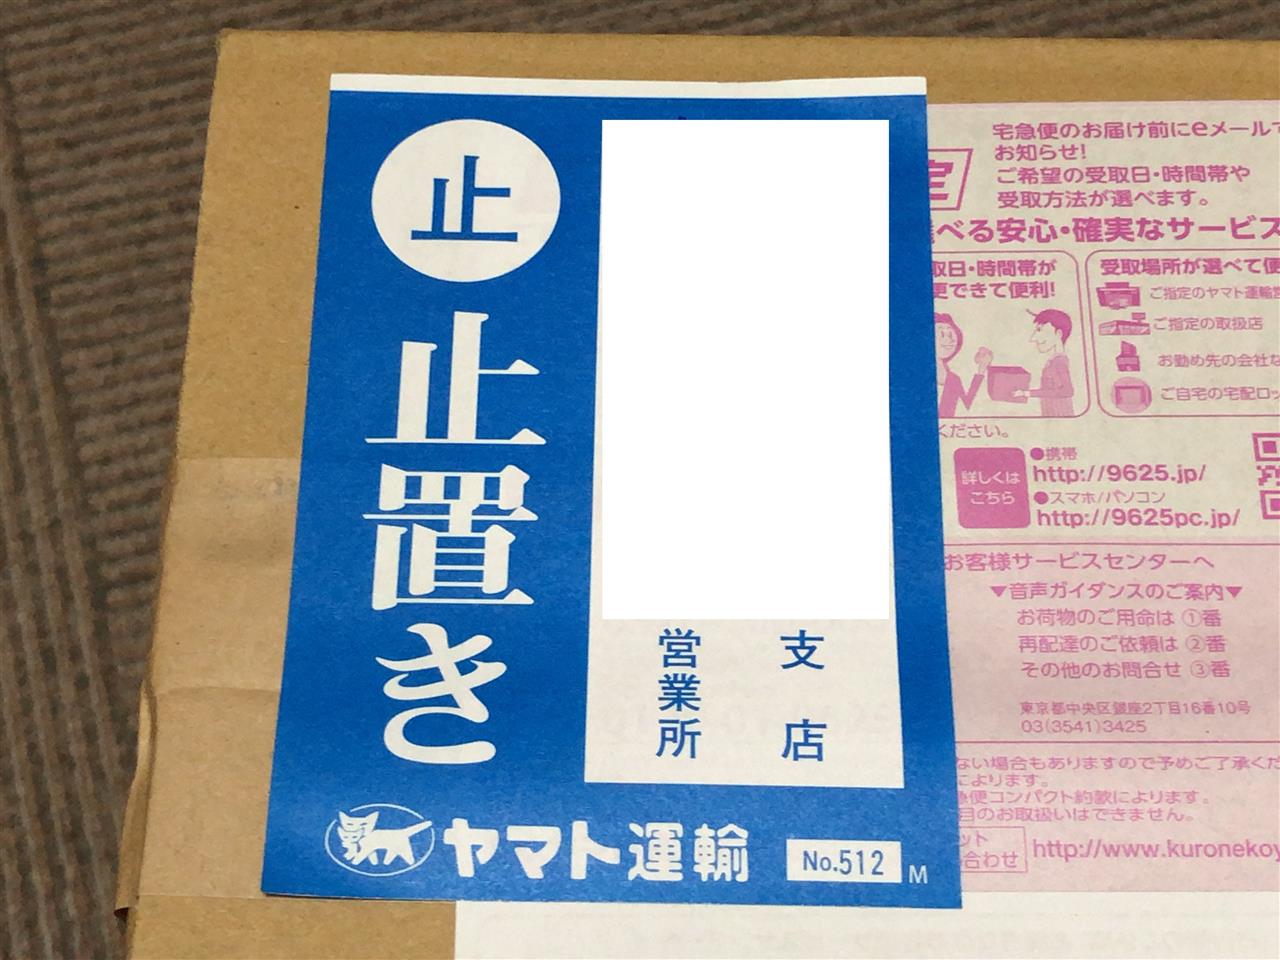 止
止置き
支店
営業所
ヤマト運輸
No.512
M
宅急便のお届け前にeメールで
お知らせ!
ご希望の受取日・時間帯や
受取方法が選べます。
べる安心・確実なサービス
取日・時間帯が
更できて便利!
受取場所が選べて便
ご指定のヤマト運輸営
ご指定の取扱店
お勤め先の会社な
ご自宅の宅配ロッ
ください。
詳しくは
こちら
●携帯
http://9625.jp/
●スマホ/パソコン
http://9625pc.jp/
お客様サービスセンターへ
▼音声ガイダンスのご案内▼
お荷物のご用命は ①番
再配達のご依頼は ②番
その他のお問合せ ③番
東京都中央区銀座2丁目16番10号
03(3541)3425
ない場合もありますので予めご了承くだ
によります。
急便コンパクト約款によります。
目のお取扱いはできません。
ット
合わせ
http://www.kuronekoy